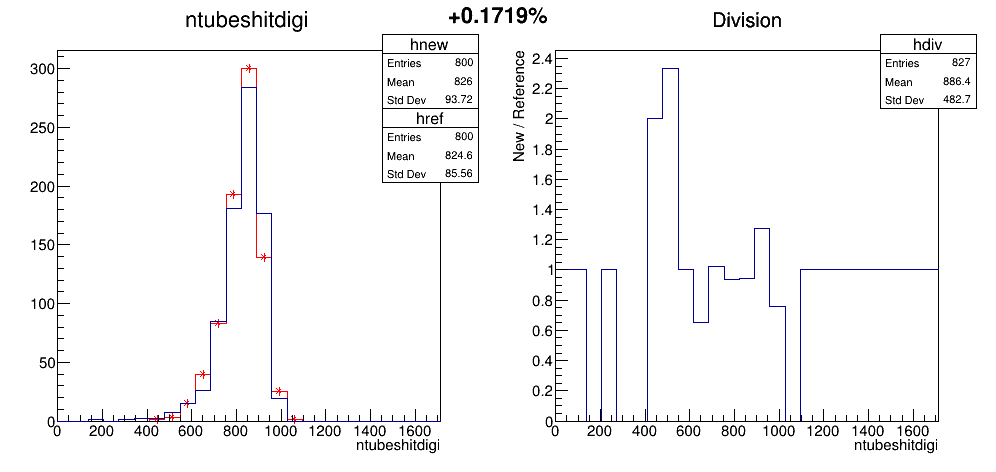 +0.1719%
ntubeshitdigi
hnew
Entries 800
Mean 826
Std Dev 93.72
href
Entries 800
Mean 824.6
Std Dev 85.56
300
250
200
150
100
50
0
0 200 400 600 800 1000 1200 1400 1600
ntubeshitdigi
Division
hdiv
Entries 827
Mean 886.4
Std Dev 482.7
New / Reference
2.4
2.2
2
1.8
1.6
1.4
1.2
1
0.8
0.6
0.4
0.2
0
0 200 400 600 800 1000 1200 1400 1600
ntubeshitdigi